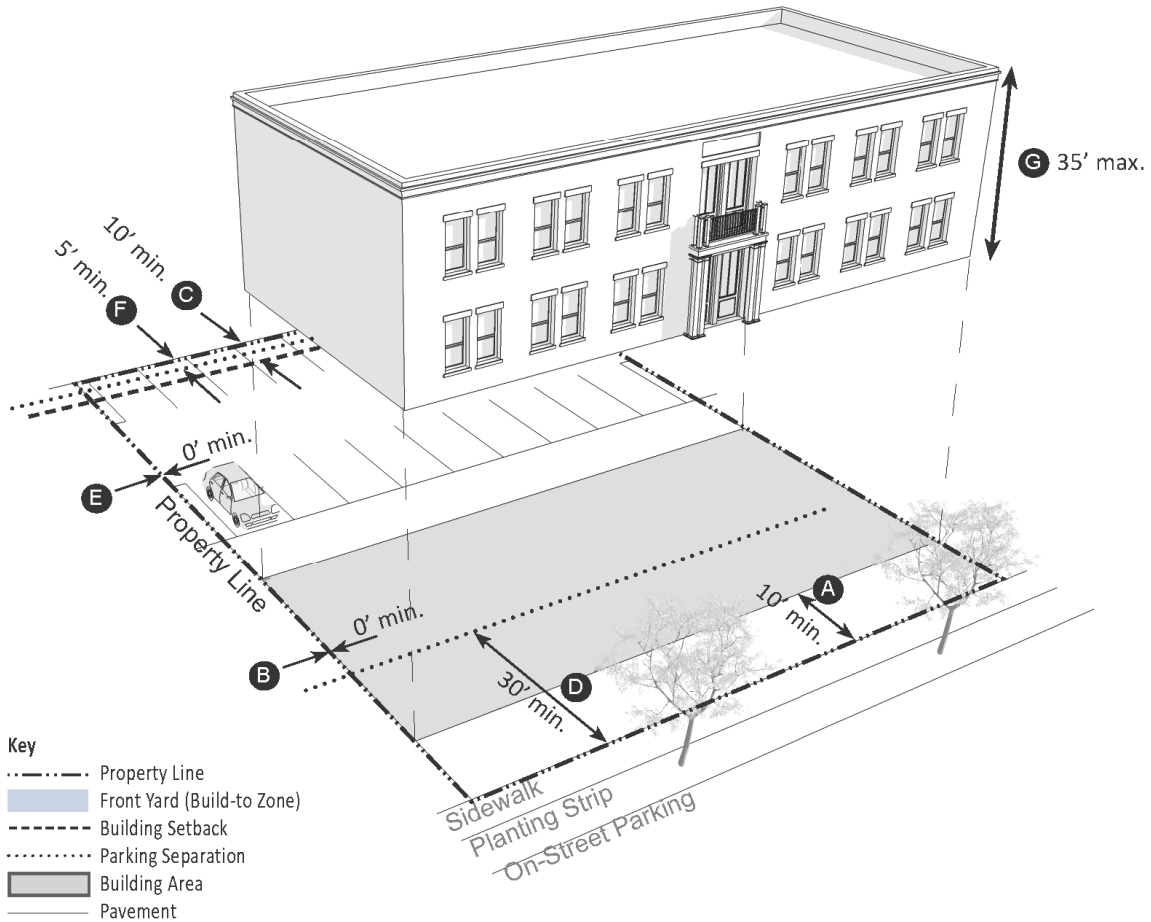 G 35' max.
10' min.
5' min.
C
F
0' min.
E
Property Line
A
10' min.
0' min.
B
D
30' min.
Sidewalk
Planting Strip
On-Street Parking
Key
Property Line
Front Yard (Build-to Zone)
Building Setback
Parking Separation
Building Area
Pavement